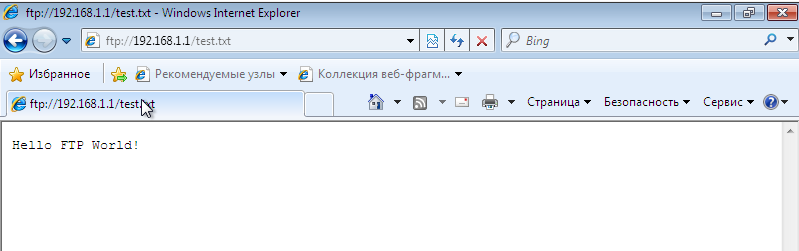 ftp://192.168.1.1/test.txt - Windows Internet Explorer
ftp://192.168.1.1/test.txt Bing
Избранное Рекомендуемые узлы Коллекция веб-фрагм...
ftp://192.168.1.1/test.txt Страница Безопасность Сервис
Hello FTP World!